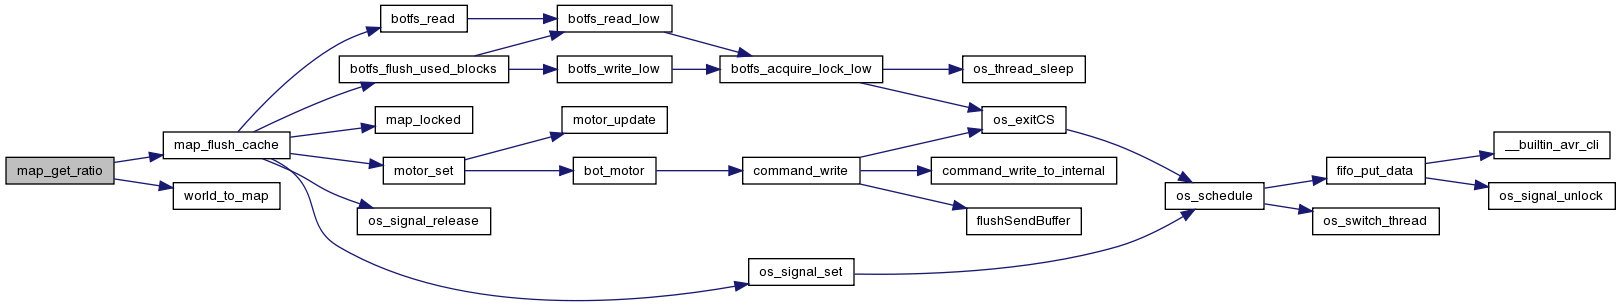 map_get_ratio
map_flush_cache
world_to_map
botfs_read
botfs_flush_used_blocks
map_locked
motor_set
os_signal_release
botfs_read_low
botfs_write_low
motor_update
bot_motor
os_signal_set
botfs_acquire_lock_low
command_write
os_thread_sleep
os_exitCS
command_write_to_internal
flushSendBuffer
os_schedule
fifo_put_data
os_switch_thread
__builtin_avr_cli
os_signal_unlock